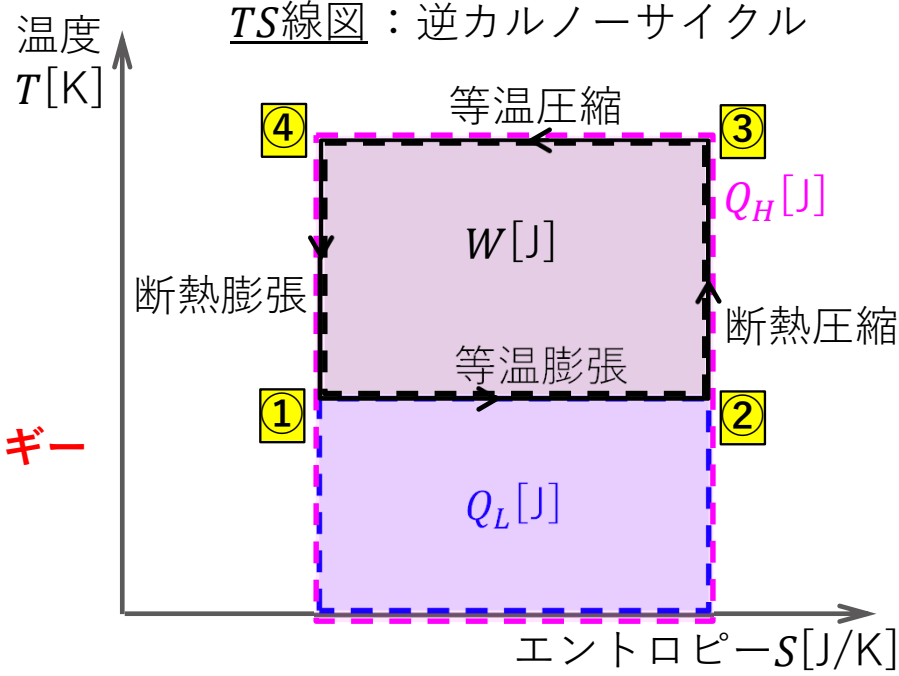 TS線図：逆カルノーサイクル
温度
T[K]
等温圧縮
④
③
Q_H[J]
W[J]
断熱膨張
断熱圧縮
等温膨張
①
②
ギー
Q_L[J]
エントロピーS[J/K]